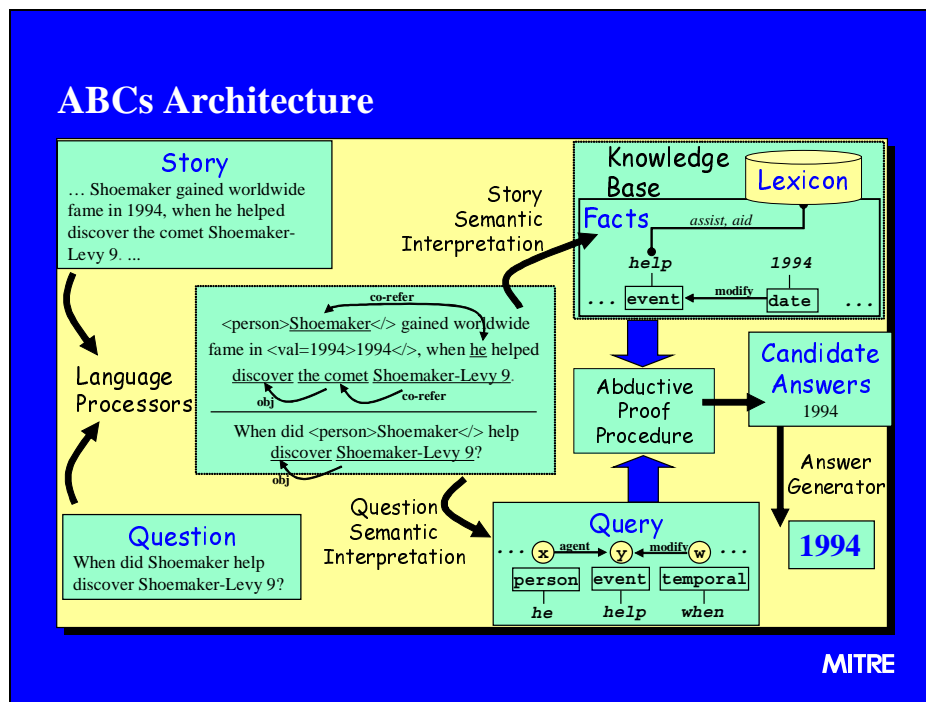 ABCs Architecture
Story
… Shoemaker gained worldwide
fame in 1994, when he helped
discover the comet Shoemaker-
Levy 9. ...
Language
Processors
Question
When did Shoemaker help
discover Shoemaker-Levy 9?
co-refer
<person>Shoemaker</> gained worldwide
fame in <val=1994>1994</>, when he helped
discover the comet Shoemaker-Levy 9.
obj
co-refer
When did <person>Shoemaker</> help
discover Shoemaker-Levy 9?
obj
Story
Semantic
Interpretation
Question
Semantic
Interpretation
Knowledge
Base
Lexicon
Facts
assist, aid
help
1994
... event modify date ...
Abductive
Proof
Procedure
Candidate
Answers
1994
Answer
Generator
1994
Query
... x agent y modify w ...
person event temporal
he help when
MITRE